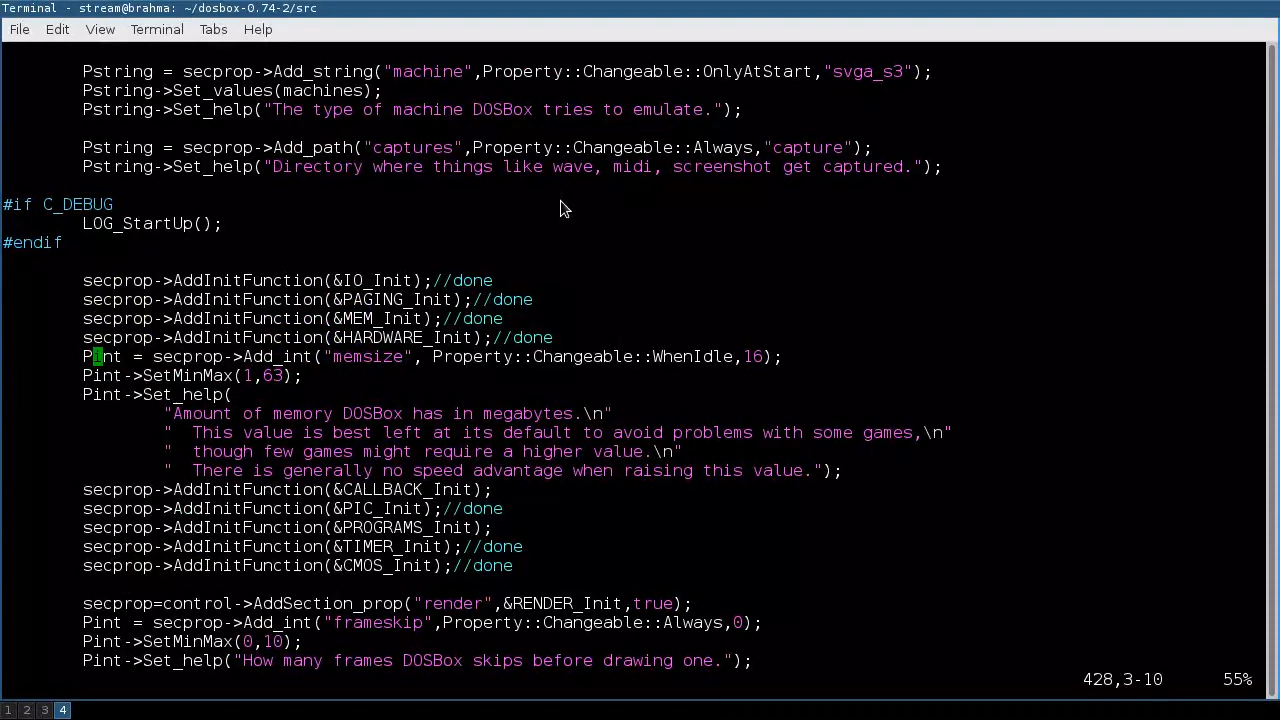 Terminal - stream@brahma: ~/dosbox-0.74-2/src
File Edit View Terminal Tabs Help
Pstring = secprop->Add_string("machine",Property::Changeable::OnlyAtStart,"svga_s3");
Pstring->Set_values(machines);
Pstring->Set_help("The type of machine DOSBox tries to emulate.");
Pstring = secprop->Add_path("captures",Property::Changeable::Always,"capture");
Pstring->Set_help("Directory where things like wave, midi, screenshot get captured.");
#if C_DEBUG
LOG_StartUp();
#endif
secprop->AddInitFunction(&IO_Init);//done
secprop->AddInitFunction(&PAGING_Init);//done
secprop->AddInitFunction(&MEM_Init);//done
secprop->AddInitFunction(&HARDWARE_Init);//done
Pint = secprop->Add_int("memsize", Property::Changeable::WhenIdle,16);
Pint->SetMinMax(1,63);
Pint->Set_help(
"Amount of memory DOSBox has in megabytes.\n"
"  This value is best left at its default to avoid problems with some games,\n"
"  though few games might require a higher value.\n"
"  There is generally no speed advantage when raising this value.");
secprop->AddInitFunction(&CALLBACK_Init);
secprop->AddInitFunction(&PIC_Init);//done
secprop->AddInitFunction(&PROGRAMS_Init);
secprop->AddInitFunction(&TIMER_Init);//done
secprop->AddInitFunction(&CMOS_Init);//done
secprop=control->AddSection_prop("render",&RENDER_Init,true);
Pint = secprop->Add_int("frameskip",Property::Changeable::Always,0);
Pint->SetMinMax(0,10);
Pint->Set_help("How many frames DOSBox skips before drawing one.");
428,3-10 55%
1 2 3 4